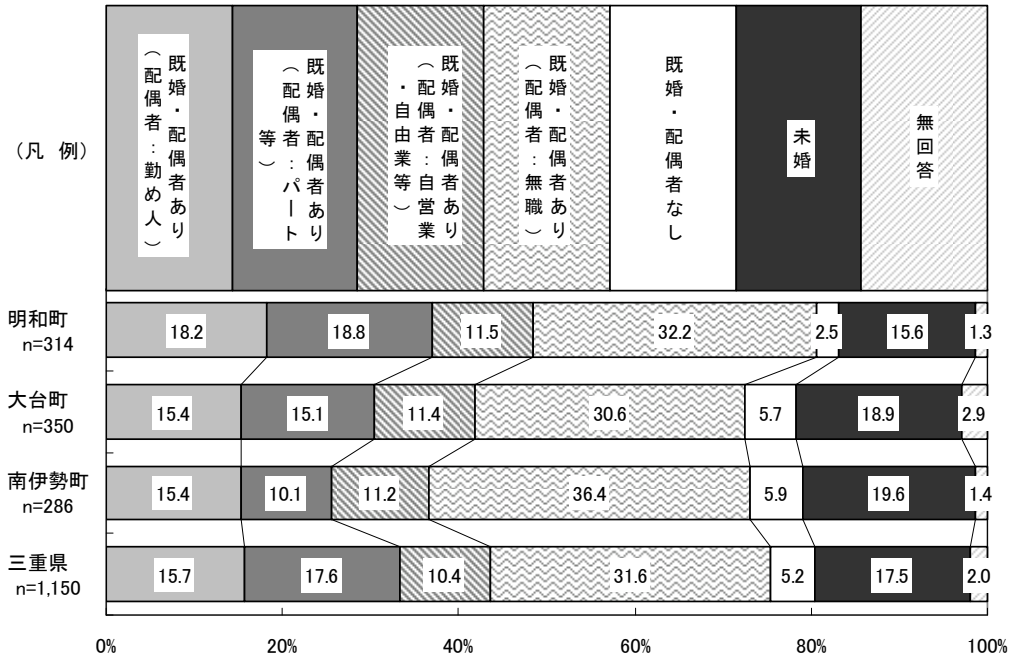 （凡　例）
既婚・配偶者あり
（配偶者：勤め人）
既婚・配偶者あり
（配偶者：パート
等）
既婚・配偶者あり
（配偶者：自営業
・自由業等）
既婚・配偶者あり
（配偶者：無職）
既婚・配偶者なし
未婚
無回答
明和町
n=314
18.2 18.8 11.5 32.2 2.5 15.6 1.3
大台町
n=350
15.4 15.1 11.4 30.6 5.7 18.9 2.9
南伊勢町
n=286
15.4 10.1 11.2 36.4 5.9 19.6 1.4
三重県
n=1,150
15.7 17.6 10.4 31.6 5.2 17.5 2.0
0% 20% 40% 60% 80% 100%